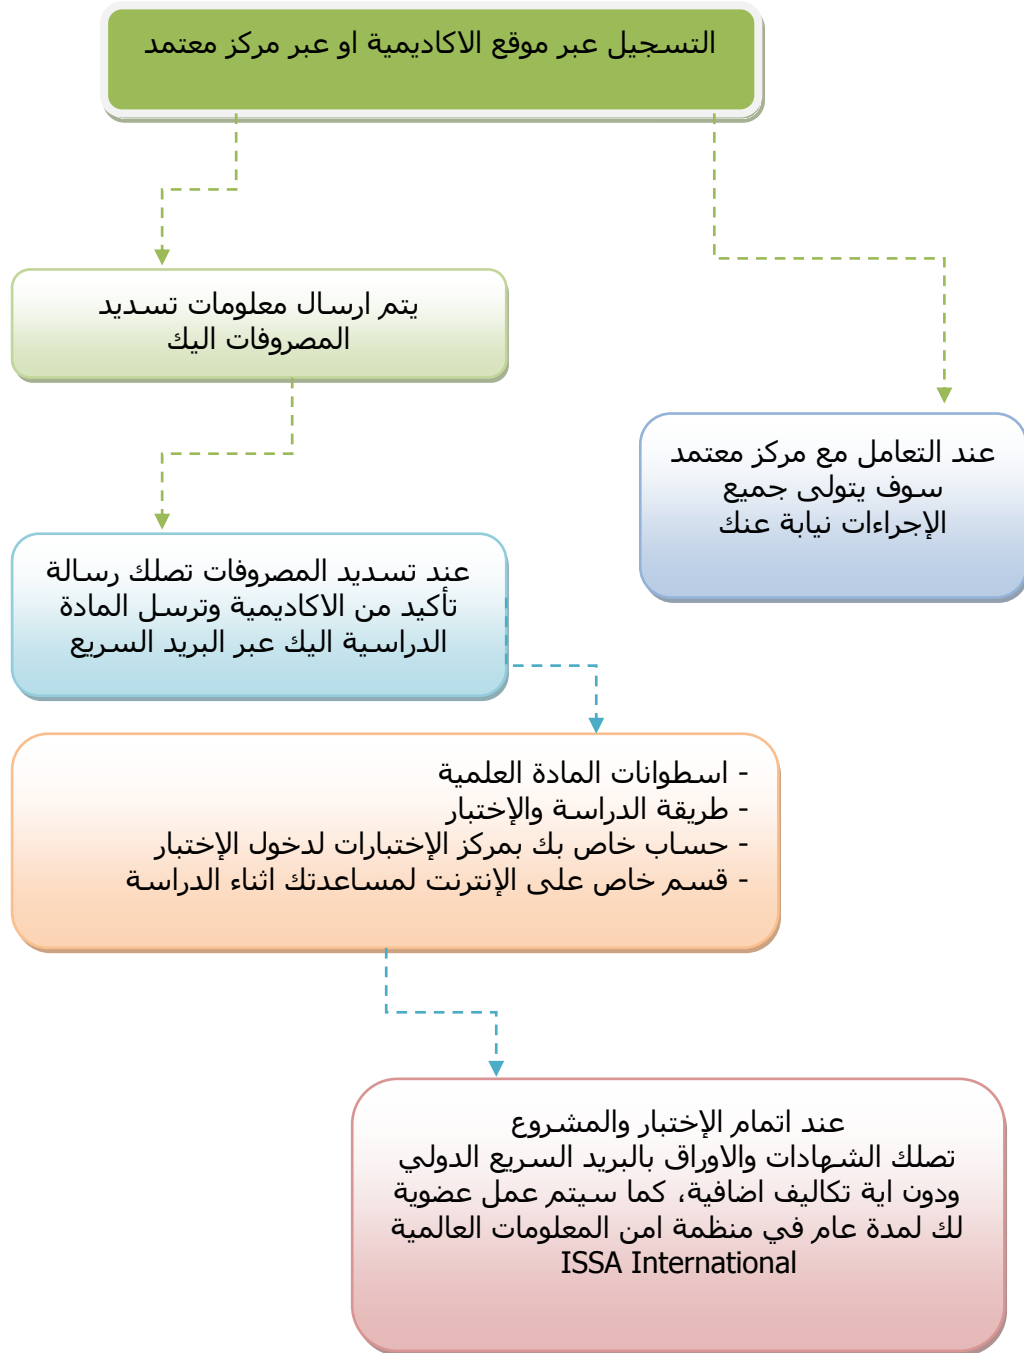 التسجيل عبر موقع الاكاديمية او عبر مركز معتمد
يتم ارسال معلومات تسديد
المصروفات اليك
عند التعامل مع مركز معتمد
سوف يتولى جميع
الإجراءات نيابة عنك
عند تسديد المصروفات تصلك رسالة
تأكيد من الاكاديمية وترسل المادة
الدراسية اليك عبر البريد السريع
- اسطوانات المادة العلمية
- طريقة الدراسة والإختبار
- حساب خاص بك بمركز الإختبارات لدخول الإختبار
- قسم خاص على الإنترنت لمساعدتك اثناء الدراسة
عند اتمام الإختبار والمشروع
تصلك الشهادات والاوراق بالبريد السريع الدولي
ودون اية تكاليف اضافية، كما سيتم عمل عضوية
لك لمدة عام في منظمة امن المعلومات العالمية
ISSA International